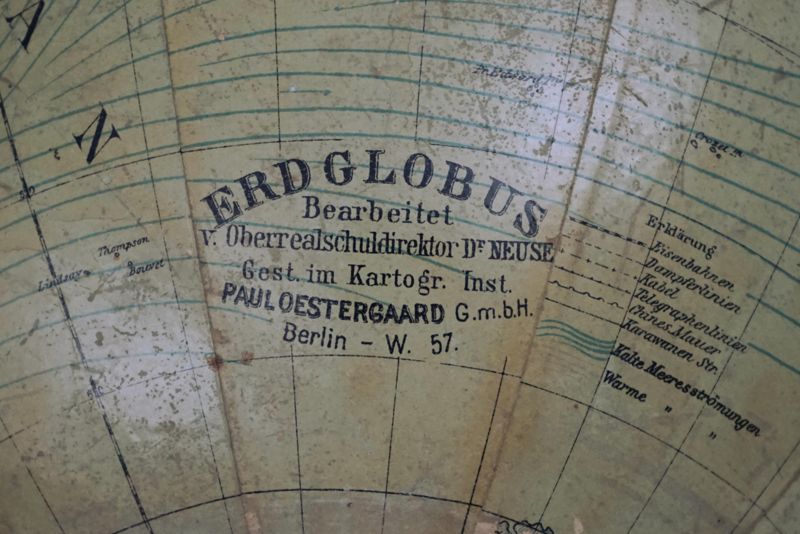 A
N
ERDGLOBUS
Bearbeitet
v. Oberrealschuldirektor Dr NEUSE
Gest. im Kartogr. Inst.
PAUL OESTERGAARD G.m.b.H.
Berlin - W. 57.
Thompson
Lindsay
Bouvet
Erklärung
Eisenbahnen
Dampferlinien
Kabel
Telegraphenlinien
Chines. Mauer
Karawanen Str.
Kalte Meeresströmungen
Warme " "